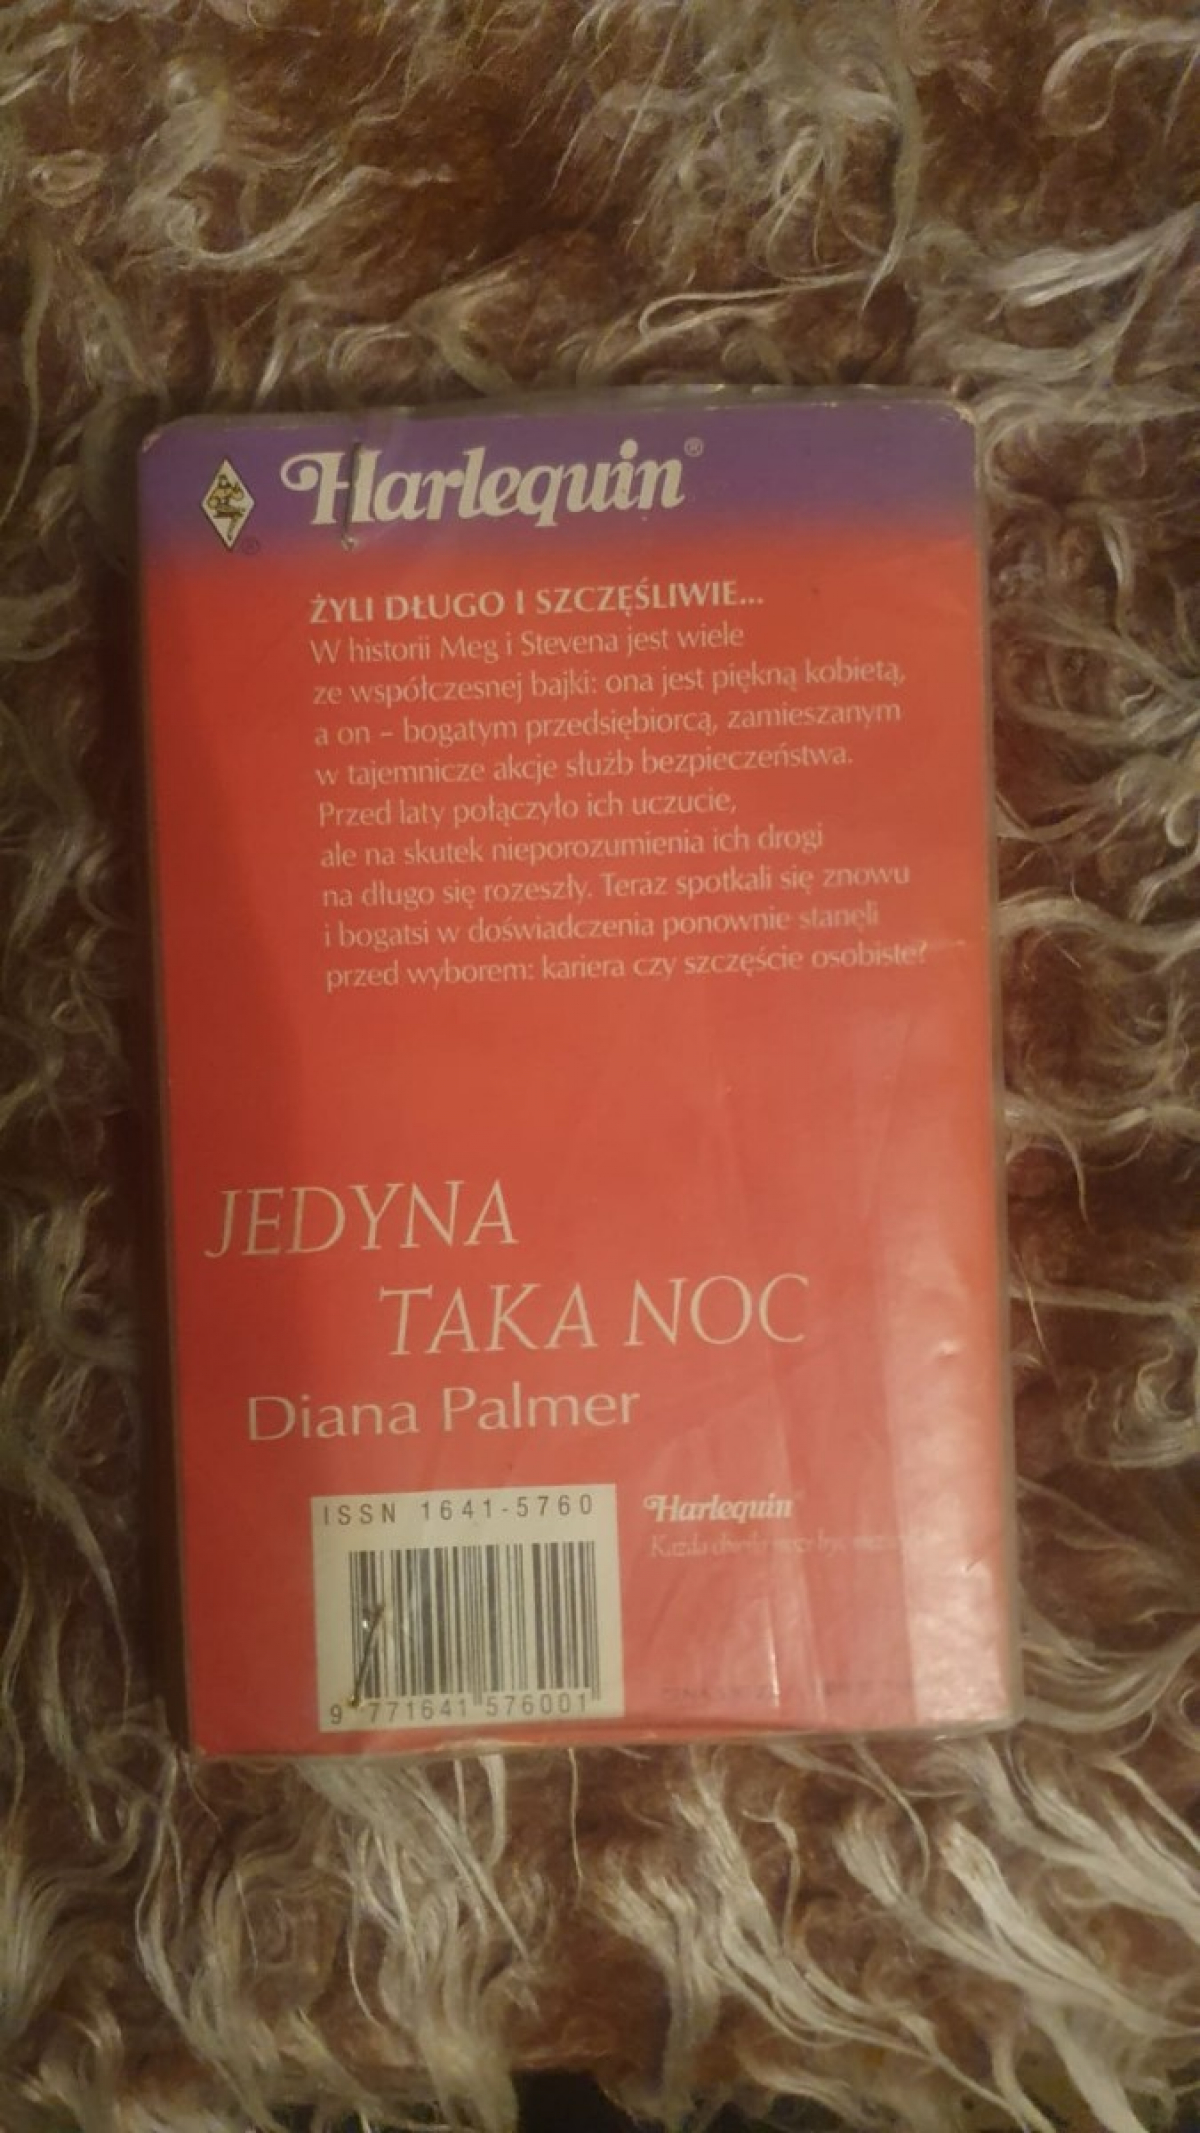 Harlequin®
ŻYLI DŁUGO I SZCZĘŚLIWIE...
W historii Meg i Stevena jest wiele
ze współczesnej bajki: ona jest piękną kobietą,
a on – bogatym przedsiębiorcą, zamieszanym
w tajemnicze akcje służb bezpieczeństwa.
Przed laty połączyło ich uczucie,
ale na skutek nieporozumienia ich drogi
na długo się rozeszły. Teraz spotkali się znowu
i bogatsi w doświadczenia ponownie stanęli
przed wyborem: kariera czy szczęście osobiste?
JEDYNA
TAKA NOC
Diana Palmer
ISSN 1641-5760
Harlequin
Każda
9 771641 576001